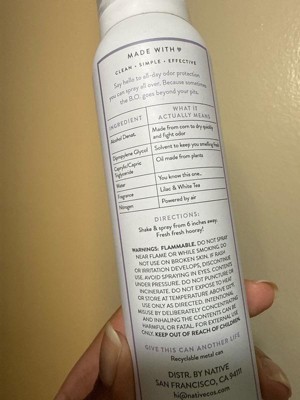 MADE WITH
CLEAN • SIMPLE • EFFECTIVE
Say hello to all-day odor protection
you can spray all over. Because sometimes
the B.O. goes beyond your pits.
INGREDIENT
WHAT IT
ACTUALLY MEANS
Alcohol Denat.
Made from corn to dry quickly
and fight odor
Dipropylene Glycol
Solvent to keep you smelling fresh
Caprylic/Capric
Triglyceride
Oil made from plants
Water
You know this one...
Fragrance
Lilac & White Tea
Nitrogen
Powered by air
DIRECTIONS:
Shake & spray from 6 inches away.
Fresh fresh hooray!
WARNINGS: FLAMMABLE. DO NOT SPRAY
NEAR FLAME OR WHILE SMOKING. DO
NOT USE ON BROKEN SKIN. IF RASH
OR IRRITATION DEVELOPS, DISCONTINUE
USE. AVOID SPRAYING IN EYES. CONTENTS
UNDER PRESSURE. DO NOT PUNCTURE OR
INCINERATE. DO NOT EXPOSE TO HEAT
OR STORE AT TEMPERATURE ABOVE 120°F.
USE ONLY AS DIRECTED. INTENTIONAL
MISUSE BY DELIBERATELY CONCENTRATING
AND INHALING THE CONTENTS CAN BE
HARMFUL OR FATAL. FOR EXTERNAL USE
ONLY. KEEP OUT OF REACH OF CHILDREN.
GIVE THIS CAN ANOTHER LIFE
Recyclable metal can
DISTR. BY NATIVE
SAN FRANCISCO, CA 94111
hi@nativecos.com